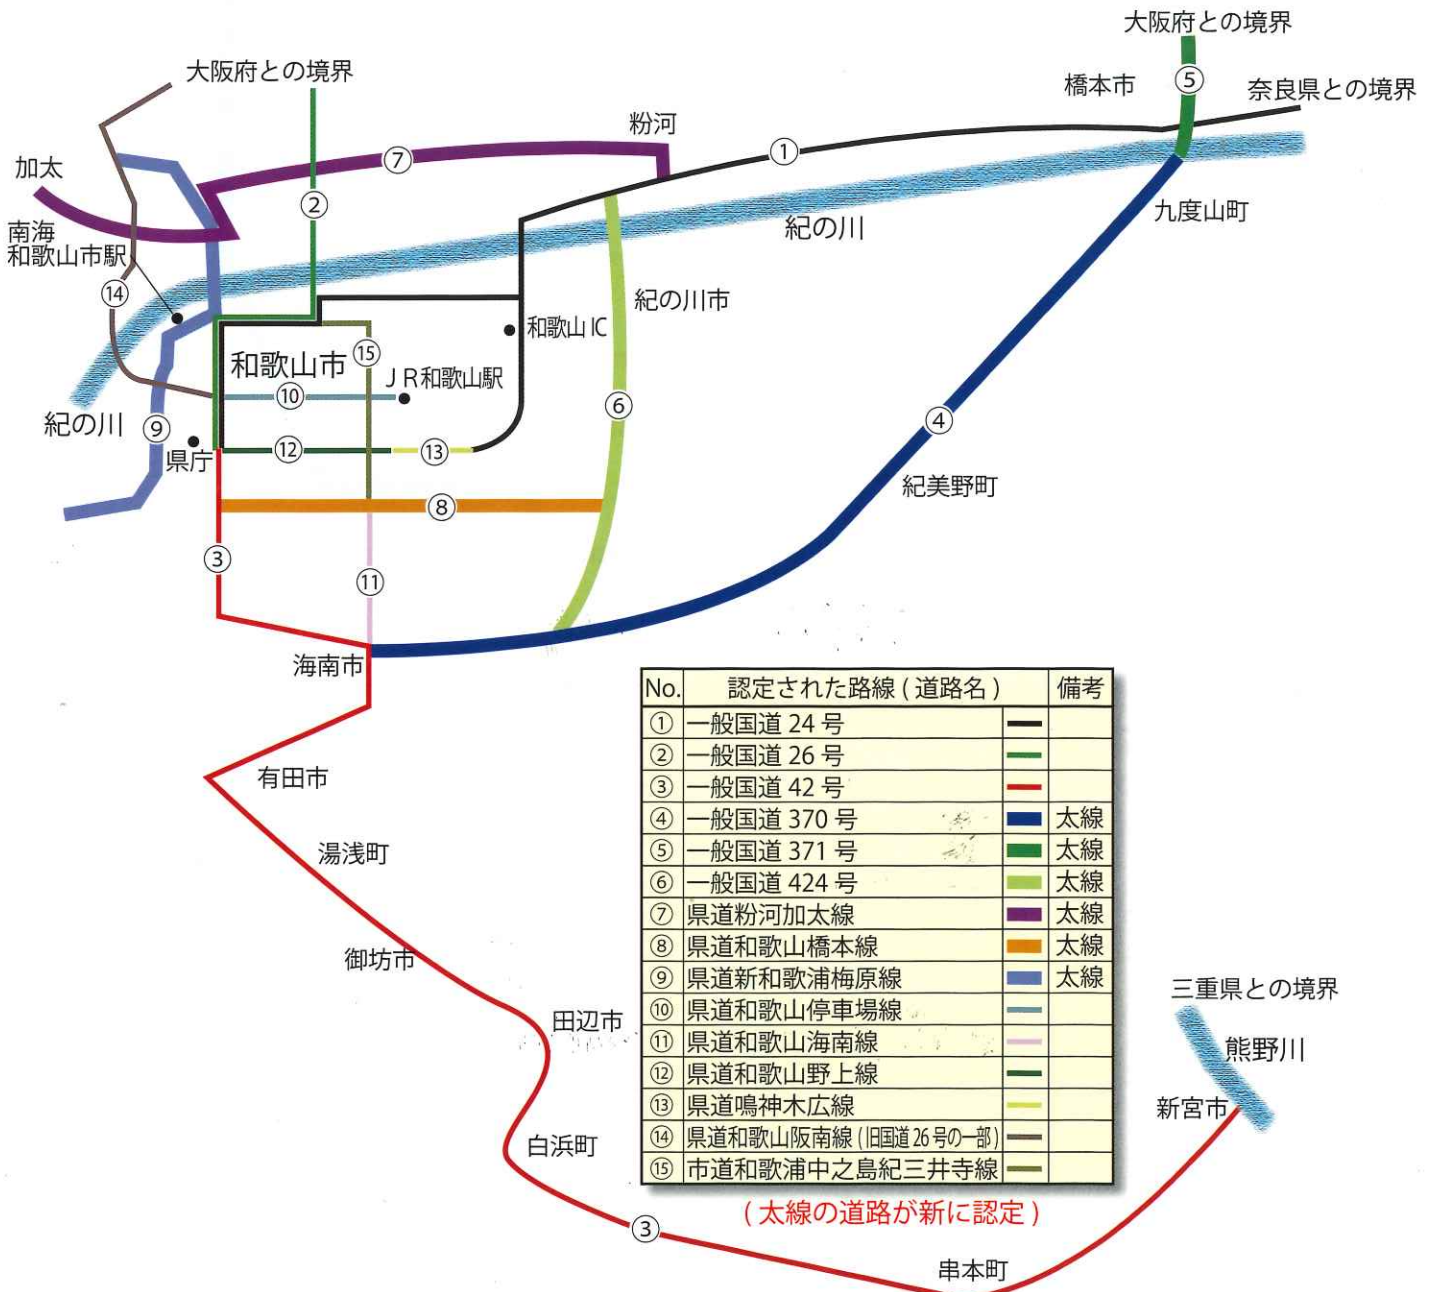 大阪府との境界
⑤
大阪府との境界
橋本市
奈良県との境界
粉河
①
⑦
加太
②
九度山町
紀の川
南海
和歌山市駅
⑭
紀の川市
和歌山IC
和歌山市
⑮
JR和歌山駅
⑩
⑥
④
紀の川
⑨
⑫
⑬
県庁
紀美野町
⑧
③
⑪
海南市
有田市
湯浅町
御坊市
田辺市
白浜町
③
串本町
三重県との境界
熊野川
新宮市
No. 認定された路線(道路名) 備考
① 一般国道24号
② 一般国道26号
③ 一般国道42号
④ 一般国道370号 太線
⑤ 一般国道371号 太線
⑥ 一般国道424号 太線
⑦ 県道粉河加太線 太線
⑧ 県道和歌山橋本線 太線
⑨ 県道新和歌浦梅原線 太線
⑩ 県道和歌山停車場線
⑪ 県道和歌山海南線
⑫ 県道和歌山野上線
⑬ 県道鳴神木広線
⑭ 県道和歌山阪南線(旧国道26号の一部)
⑮ 市道和歌浦中之島紀三井寺線
(太線の道路が新に認定)